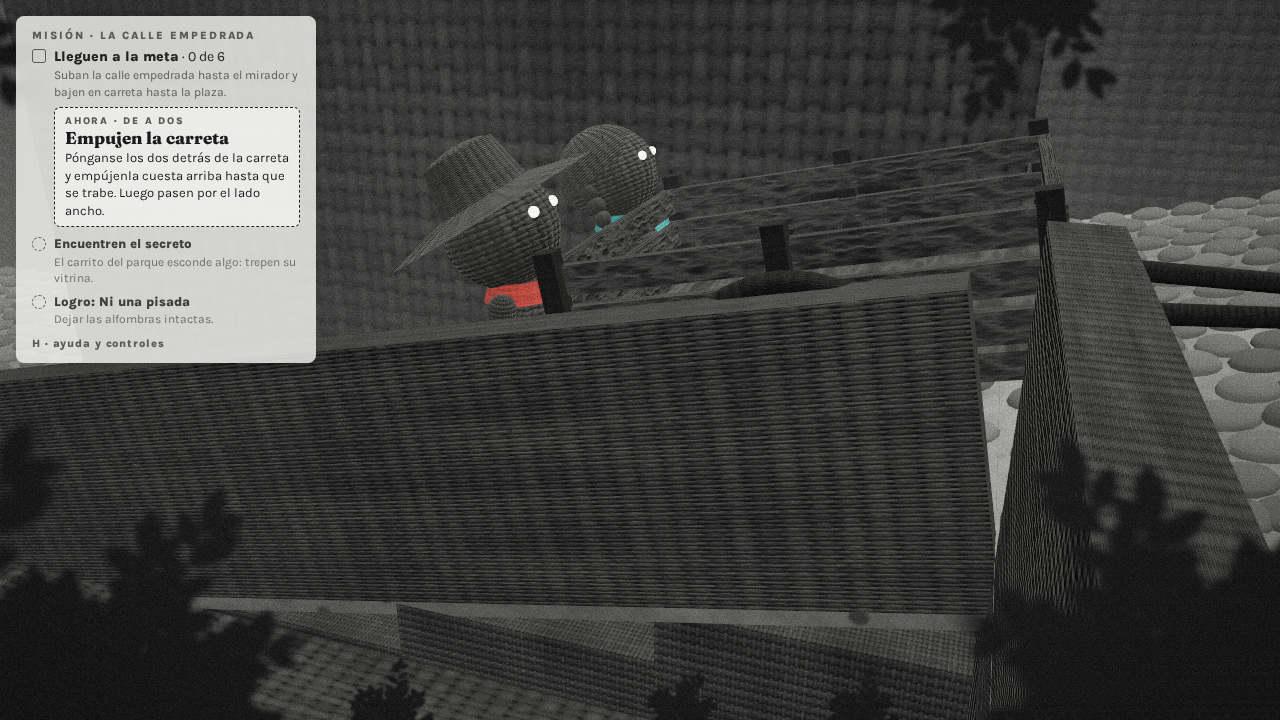 MISIÓN · LA CALLE EMPEDRADA
Lleguen a la meta · 0 de 6
Suban la calle empedrada hasta el mirador y
bajen en carreta hasta la plaza.
AHORA · DE A DOS
Empujen la carreta
Pónganse los dos detrás de la carreta
y empújenla cuesta arriba hasta que
se trabe. Luego pasen por el lado
ancho.
Encuentren el secreto
El carrito del parque esconde algo: trepen su
vitrina.
Logro: Ni una pisada
Dejar las alfombras intactas.
H · ayuda y controles